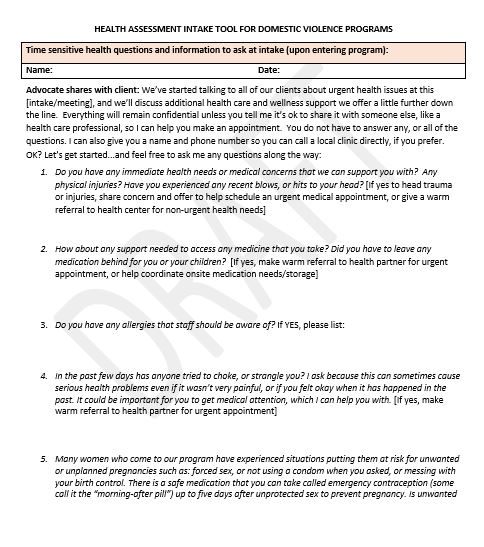 HEALTH ASSESSMENT INTAKE TOOL FOR DOMESTIC VIOLENCE PROGRAMS
Time sensitive health questions and information to ask at intake (upon entering program):
Name: Date:
Advocate shares with client: We've started talking to all of our clients about urgent health issues at this
[intake/meeting], and we'll discuss additional health care and wellness support we offer a little further down
the line. Everything will remain confidential unless you tell me it's ok to share it with someone else, like a
health care professional, so I can help you make an appointment. You do not have to answer any, or all of the
questions. I can also give you a name and phone number so you can call a local clinic directly, if you prefer.
OK? Let's get started...and feel free to ask me any questions along the way:
1. Do you have any immediate health needs or medical concerns that we can support you with? Any
physical injuries? Have you experienced any recent blows, or hits to your head? [If yes to head trauma
or injuries, share concern and offer to help schedule an urgent medical appointment, or give a warm
referral to health center for non-urgent health needs]
2. How about any support needed to access any medicine that you take? Did you have to leave any
medication behind for you or your children? [If yes, make warm referral to health partner for urgent
appointment, or help coordinate onsite medication needs/storage]
3. Do you have any allergies that staff should be aware of? If YES, please list:
4. In the past few days has anyone tried to choke, or strangle you? I ask because this can sometimes cause
serious health problems even if it wasn't very painful, or if you felt okay when it has happened in the
past. It could be important for you to get medical attention, which I can help you with. [If yes, make
warm referral to health partner for urgent appointment]
5. Many women who come to our program have experienced situations putting them at risk for unwanted
or unplanned pregnancies such as: forced sex, or not using a condom when you asked, or messing with
your birth control. There is a safe medication that you can take called emergency contraception (some
call it the "morning-after pill") up to five days after unprotected sex to prevent pregnancy. Is unwanted
DRAFT